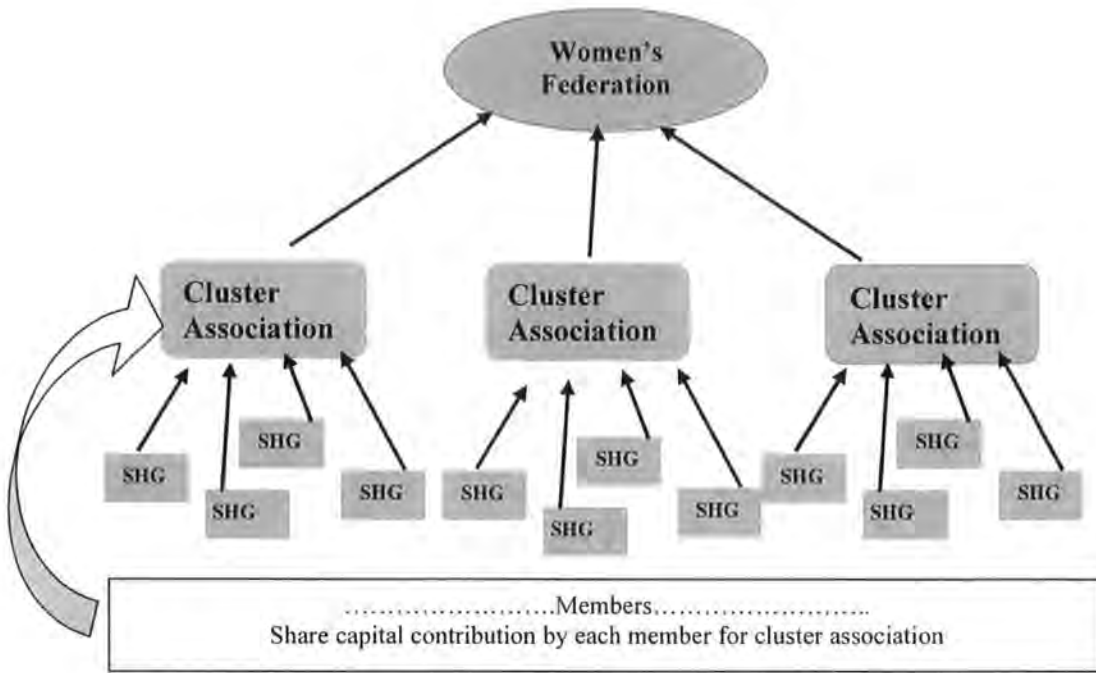 Women's
Federation
Cluster
Association
Cluster
Association
Cluster
Association
SHG
SHG
SHG
SHG
SHG
SHG
SHG
SHG
SHG
SHG
SHG
SHG
........................Members........................
Share capital contribution by each member for cluster association